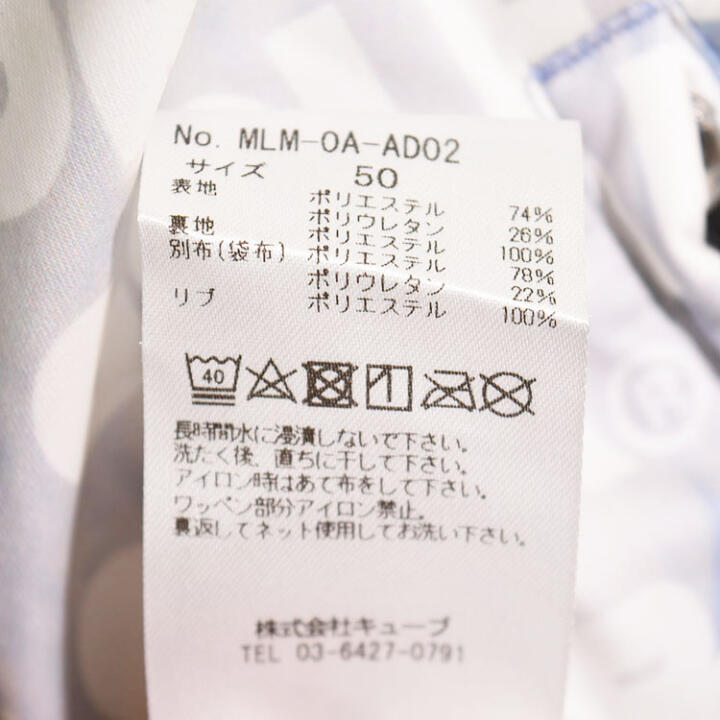 No. MLM-0A-AD02
サイズ 50
表地 ポリエステル 74%
ポリウレタン 26%
裏地 ポリエステル 100%
別布(袋布) ポリエステル 78%
ポリウレタン 22%
リブ ポリエステル 100%
40
長時間水に浸漬しないで下さい。
洗たく後、直ちに干して下さい。
アイロン時はあて布をして下さい。
ワッペン部分アイロン禁止。
裏返してネット使用してお洗い下さい。
株式会社キューブ
TEL 03-6427-0791